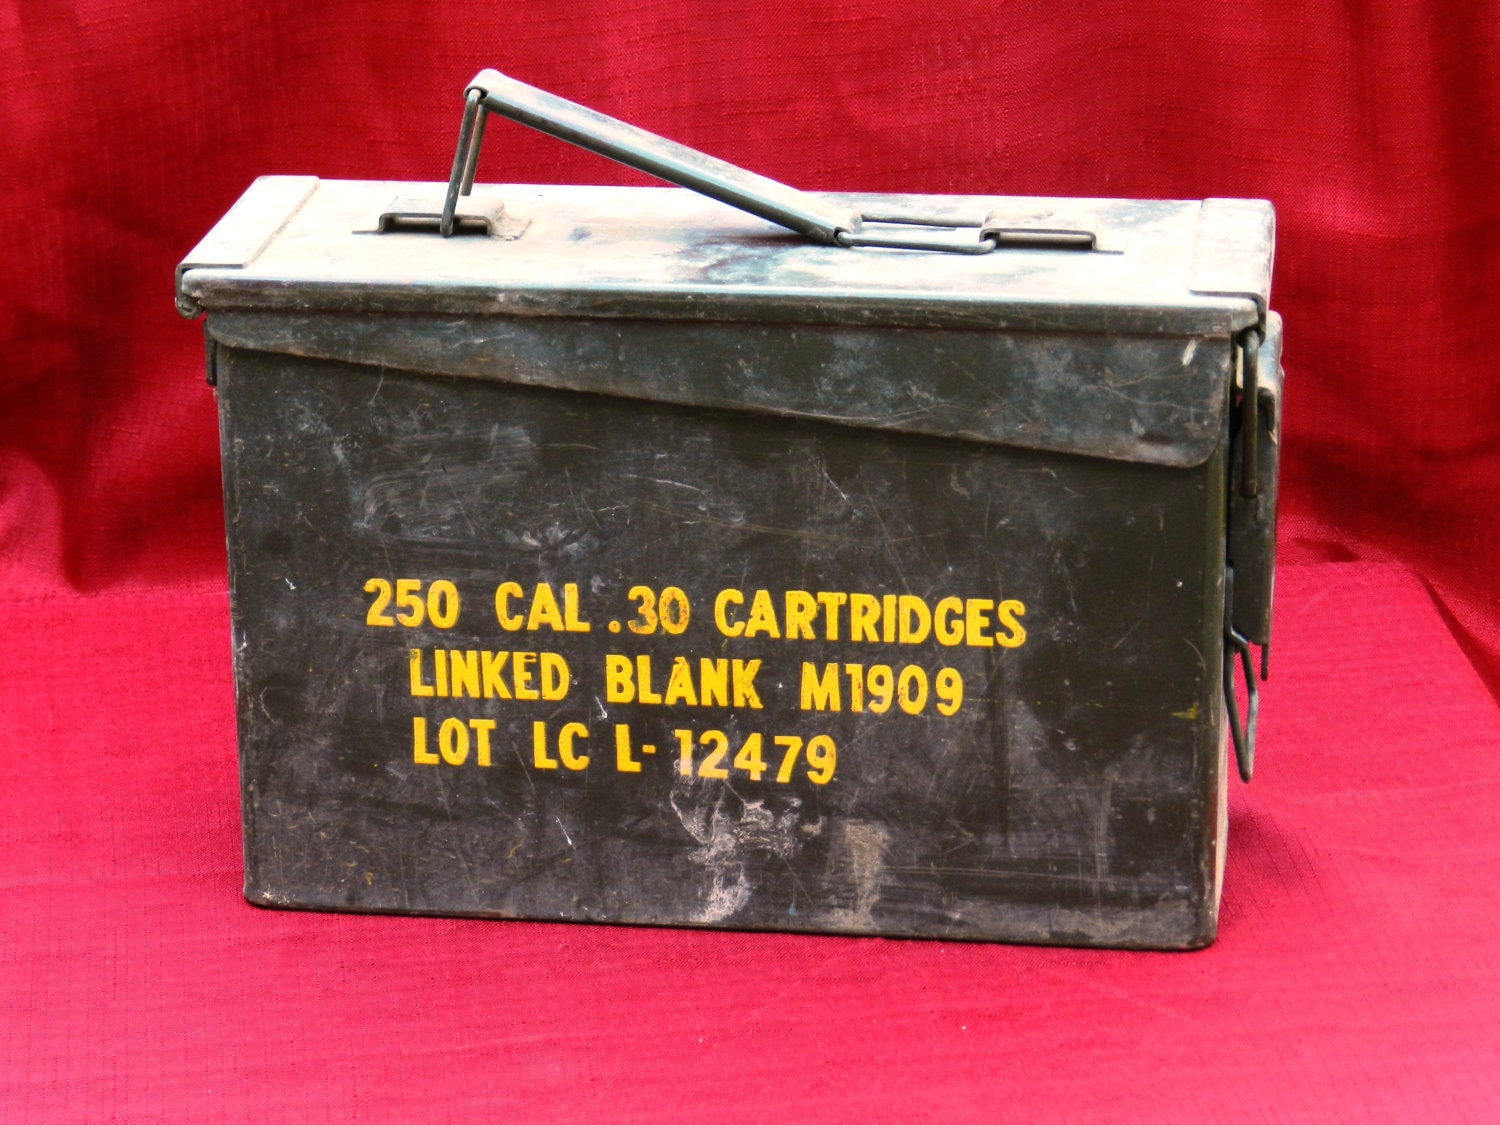 250 CAL .30 CARTRIDGES
LINKED BLANK M1909
LOT LC L-12479